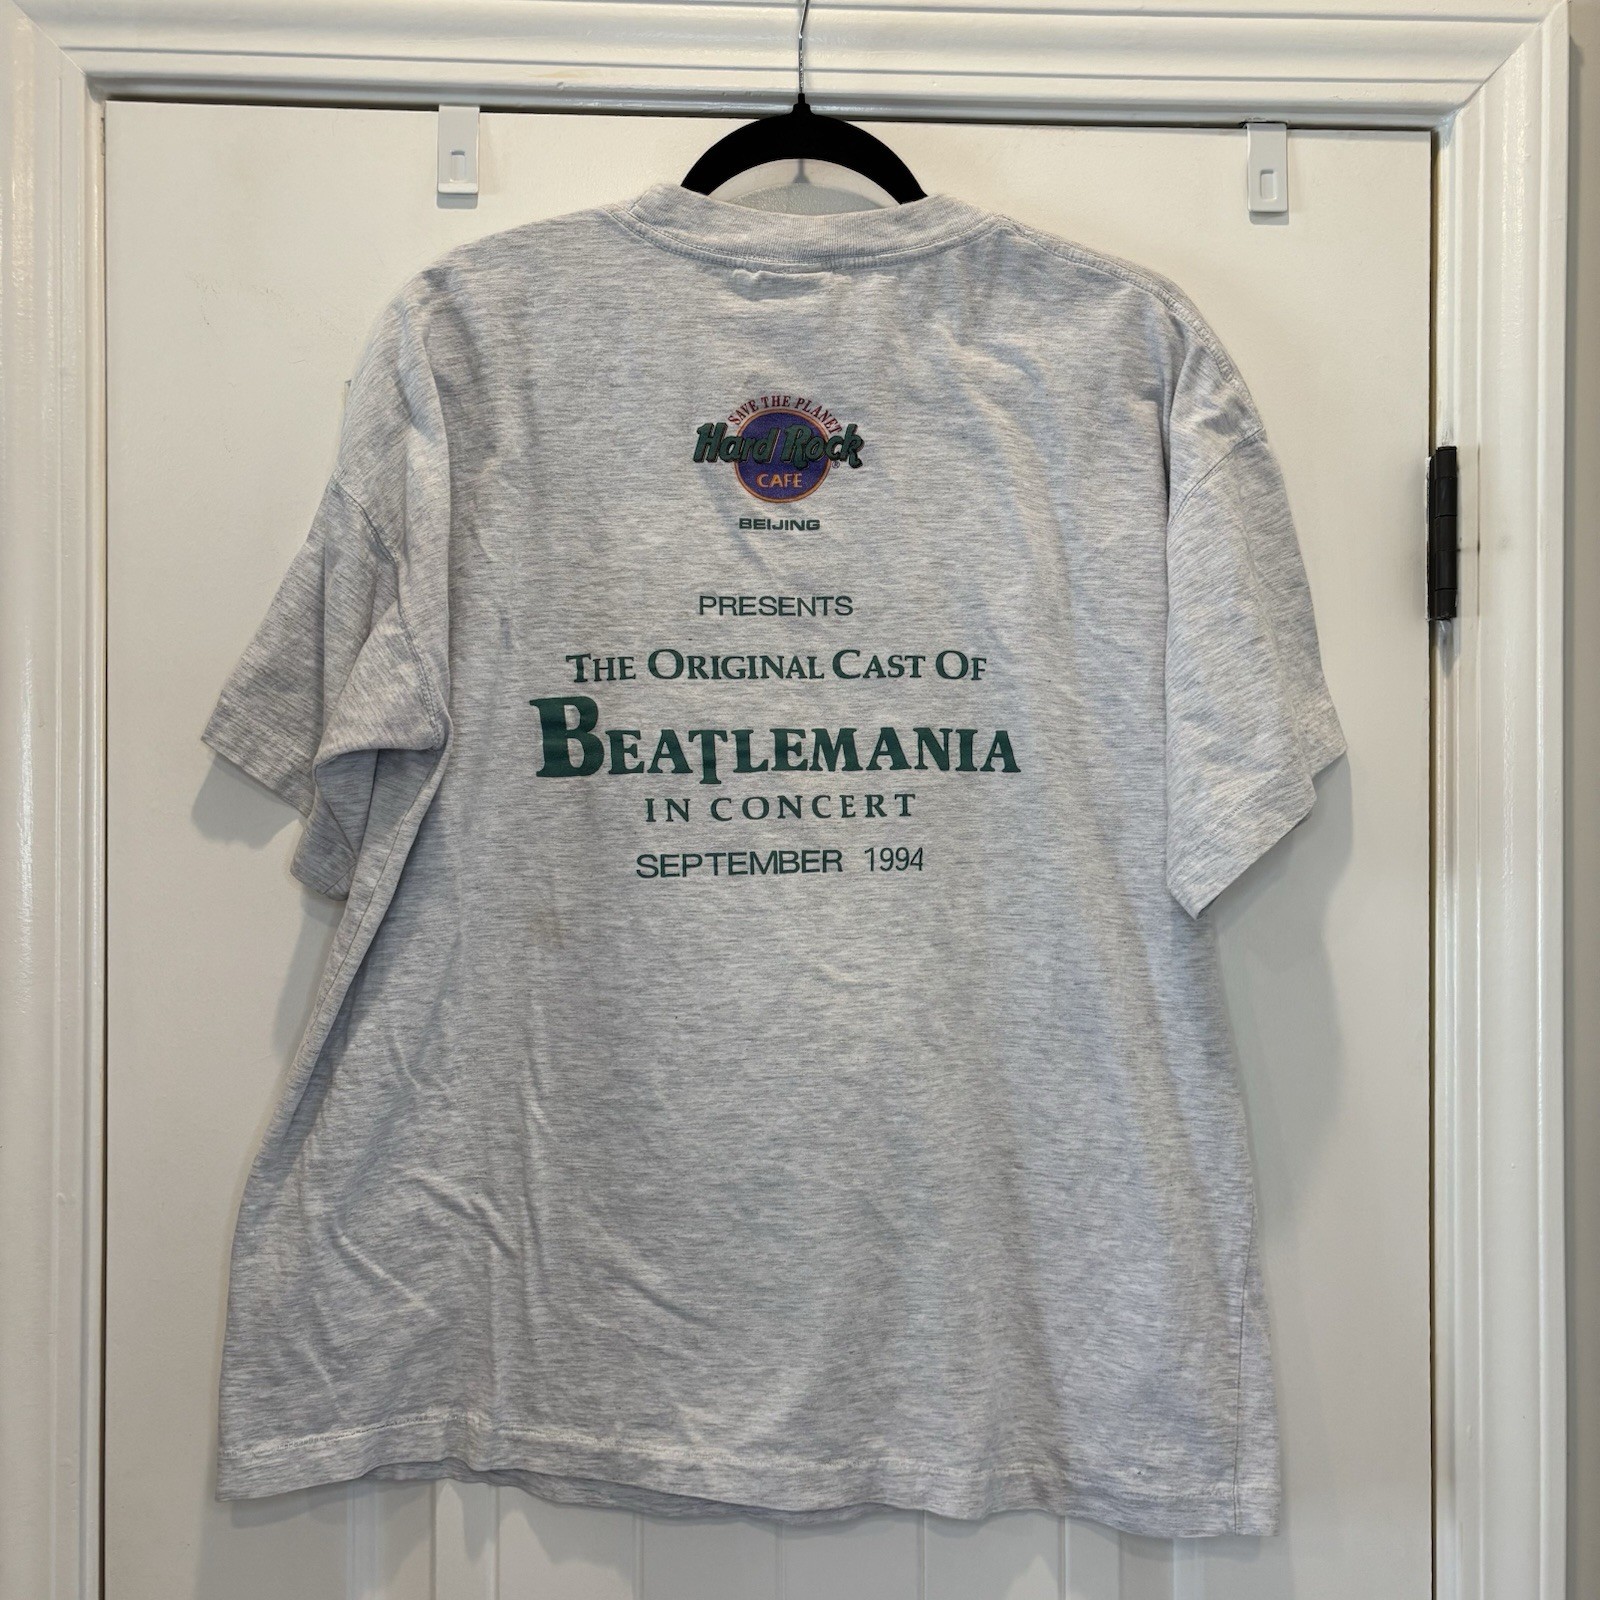 SAVE THE PLANET
Hard Rock
CAFE
BEIJING
PRESENTS
THE ORIGINAL CAST OF
BEATLEMANIA
IN CONCERT
SEPTEMBER 1994